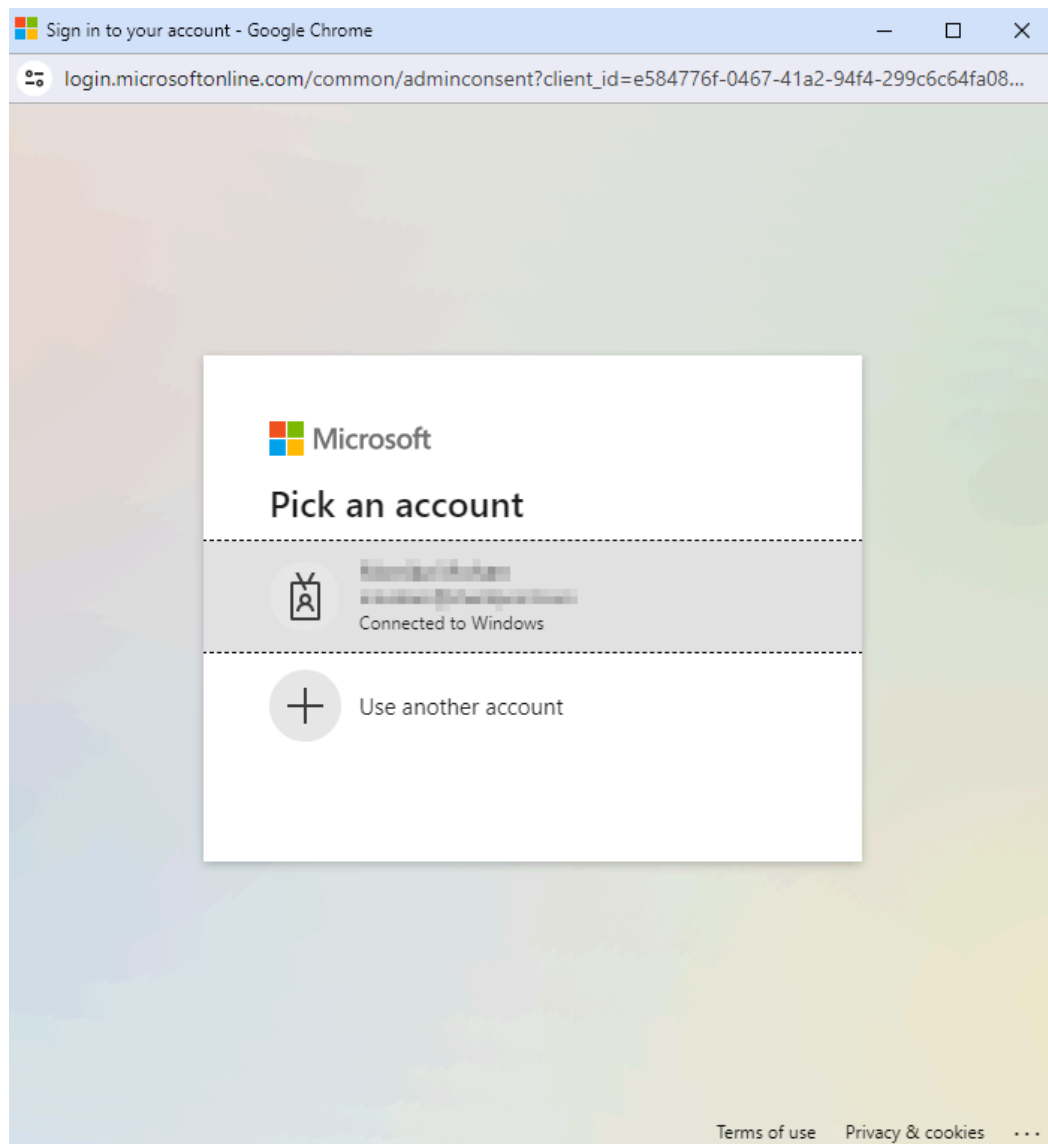 Sign in to your account - Google Chrome
login.microsoftonline.com/common/adminconsent?client_id=e584776f-0467-41a2-94f4-299c6c64fa08...
Microsoft
Pick an account
Connected to Windows
Use another account
Terms of use Privacy & cookies ...